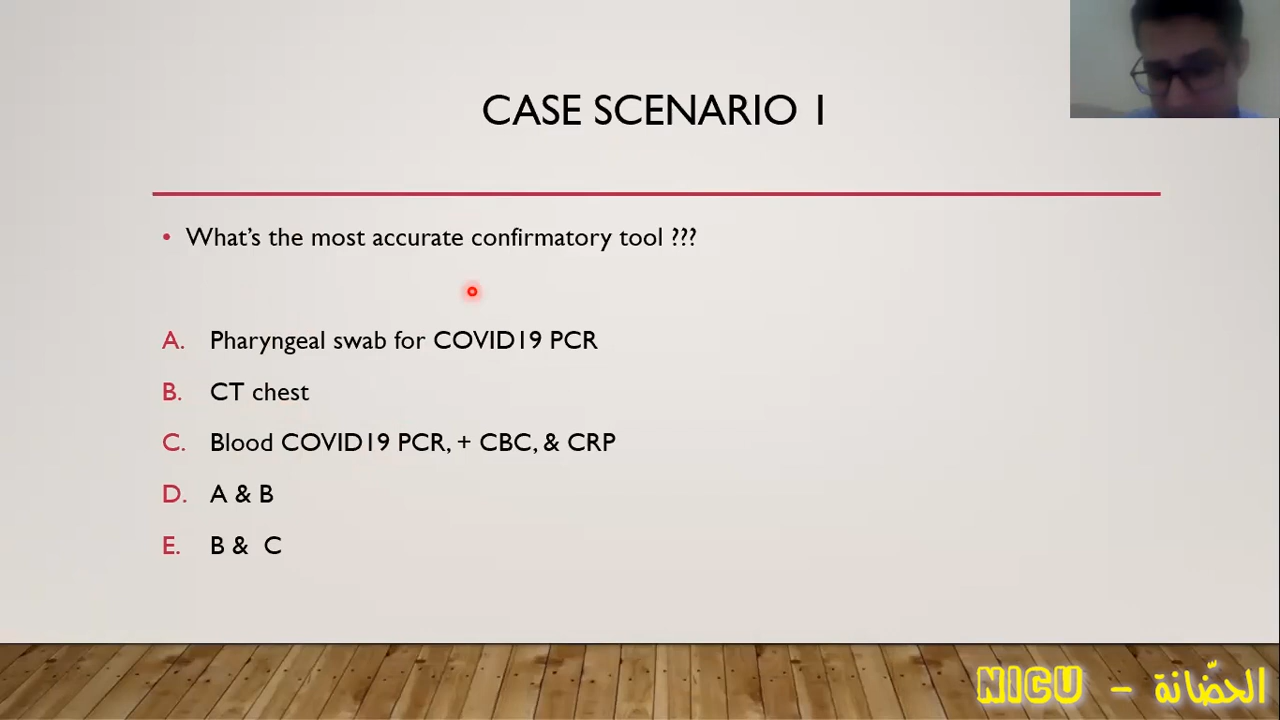 CASE SCENARIO 1
• What's the most accurate confirmatory tool ???
A. Pharyngeal swab for COVID19 PCR
B. CT chest
C. Blood COVID19 PCR, + CBC, & CRP
D. A & B
E. B & C
NICU - الحضّانة